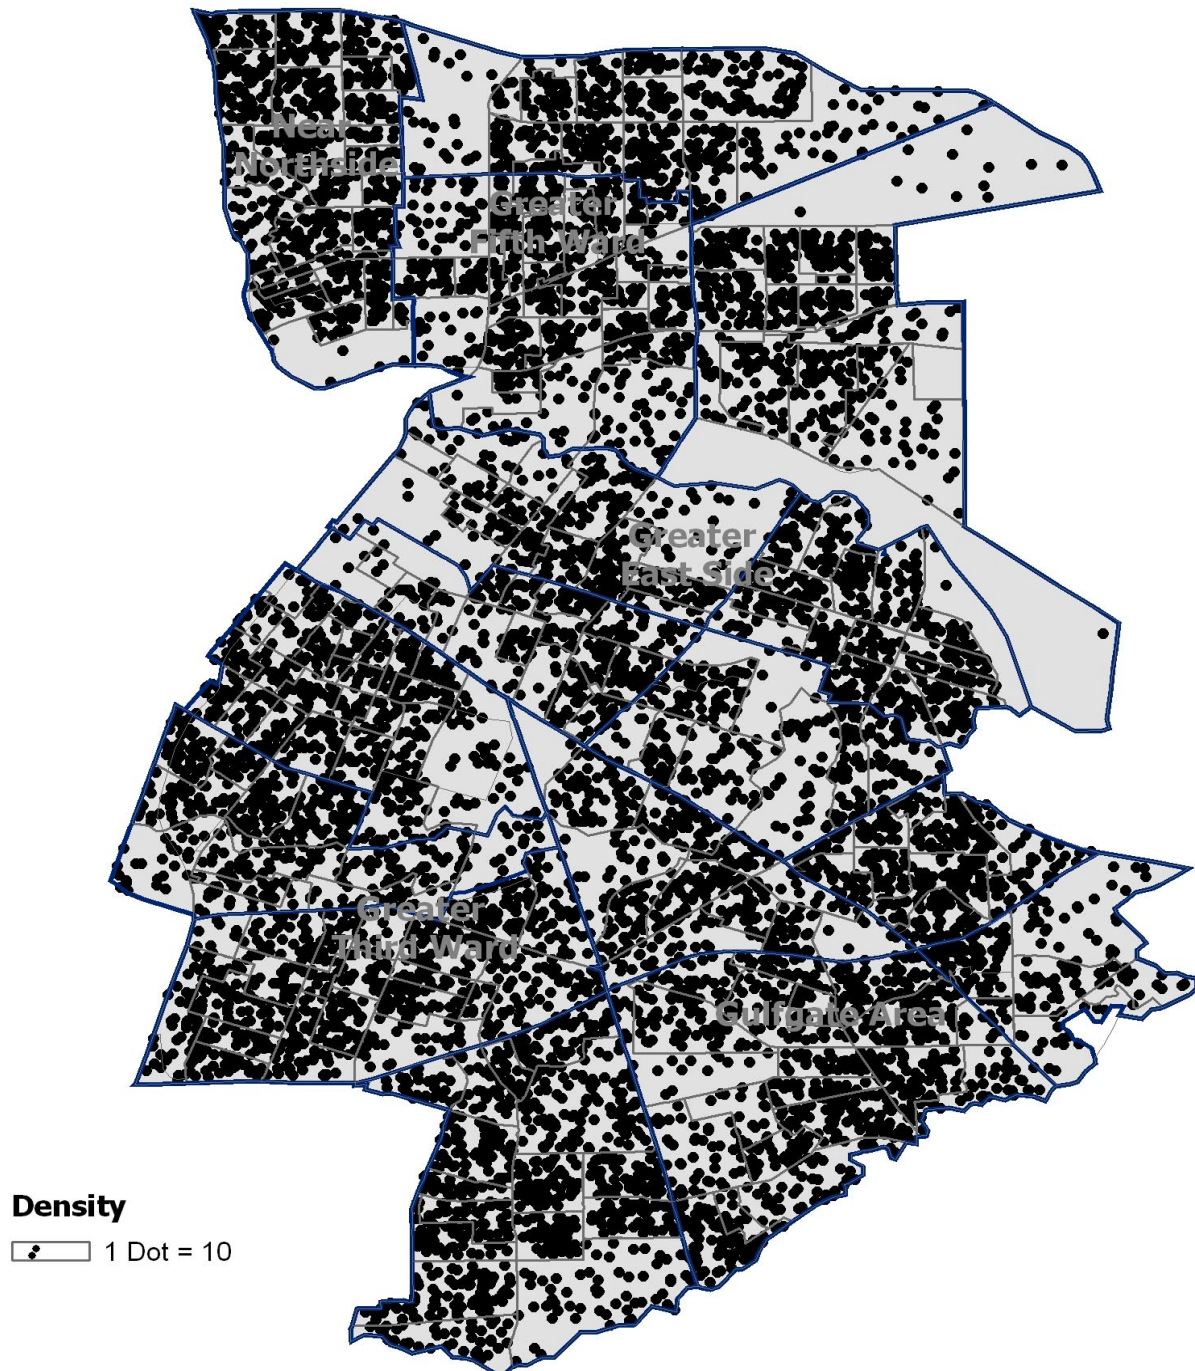 Near
Northside
Greater
Fifth Ward
Greater
East Side
Greater
Third Ward
Gulfgate Area
Density
1 Dot = 10